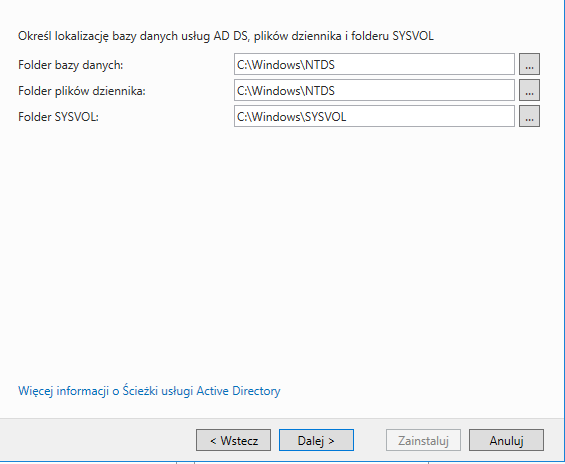 Określ lokalizację bazy danych usług AD DS, plików dziennika i folderu SYSVOL
Folder bazy danych: C:\Windows\NTDS ...
Folder plików dziennika: C:\Windows\NTDS ...
Folder SYSVOL: C:\Windows\SYSVOL ...
Więcej informacji o Ścieżki usługi Active Directory
< Wstecz Dalej > Zainstaluj Anuluj